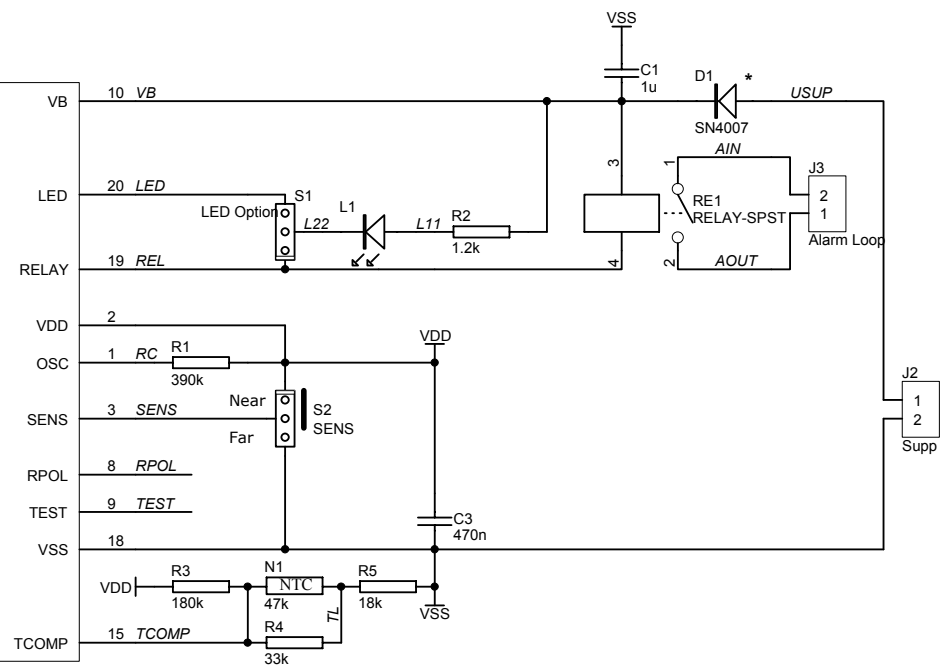 VSS
C1
1u
D1
*
SN4007
USUP
VB
10 VB
AIN
1
3
J3
2
1
Alarm Loop
RE1
RELAY-SPST
LED
20 LED
S1
LED Option
L22
L1
L11
R2
1.2k
RELAY
19 REL
4
2
AOUT
VDD
2
VDD
OSC
1 RC
R1
390k
J2
1
2
Supp
Near
Far
S2
SENS
SENS
3 SENS
RPOL
8 RPOL
TEST
9 TEST
VSS
18
C3
470n
VDD
R3
180k
N1
NTC
47k
R5
18k
VSS
TL
R4
33k
TCOMP
15 TCOMP